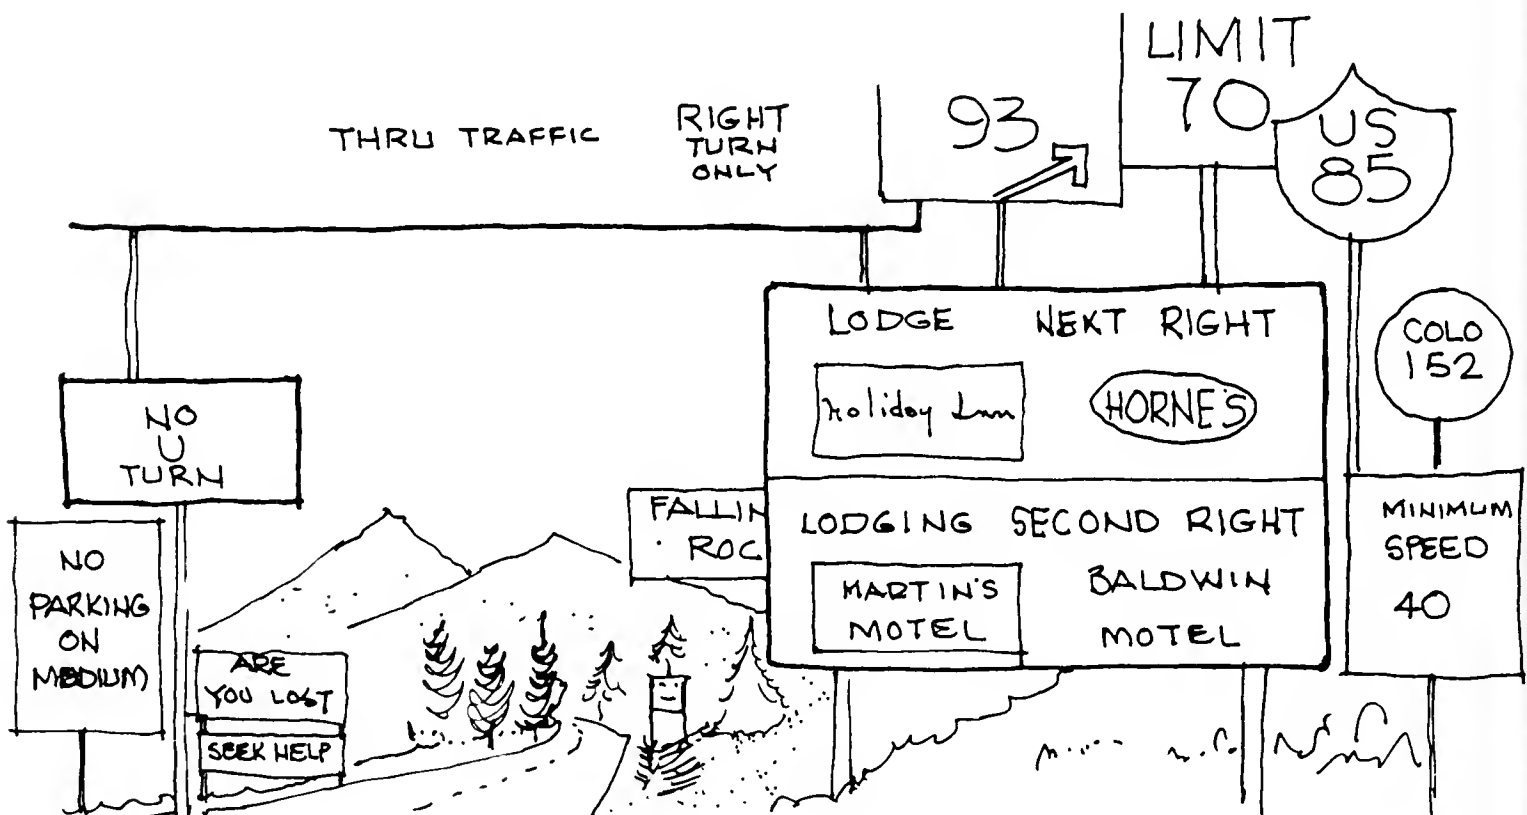 THRU TRAFFIC
RIGHT
TURN
ONLY
93
LIMIT
70
US
85
LODGE NEXT RIGHT
Holiday Inn
HORNE'S
COLO
152
NO
U
TURN
FALLIN
ROC
LODGING SECOND RIGHT
MARTIN'S
MOTEL
BALDWIN
MOTEL
MINIMUM
SPEED
40
NO
PARKING
ON
MEDIUM
ARE
YOU LOST
SEEK HELP